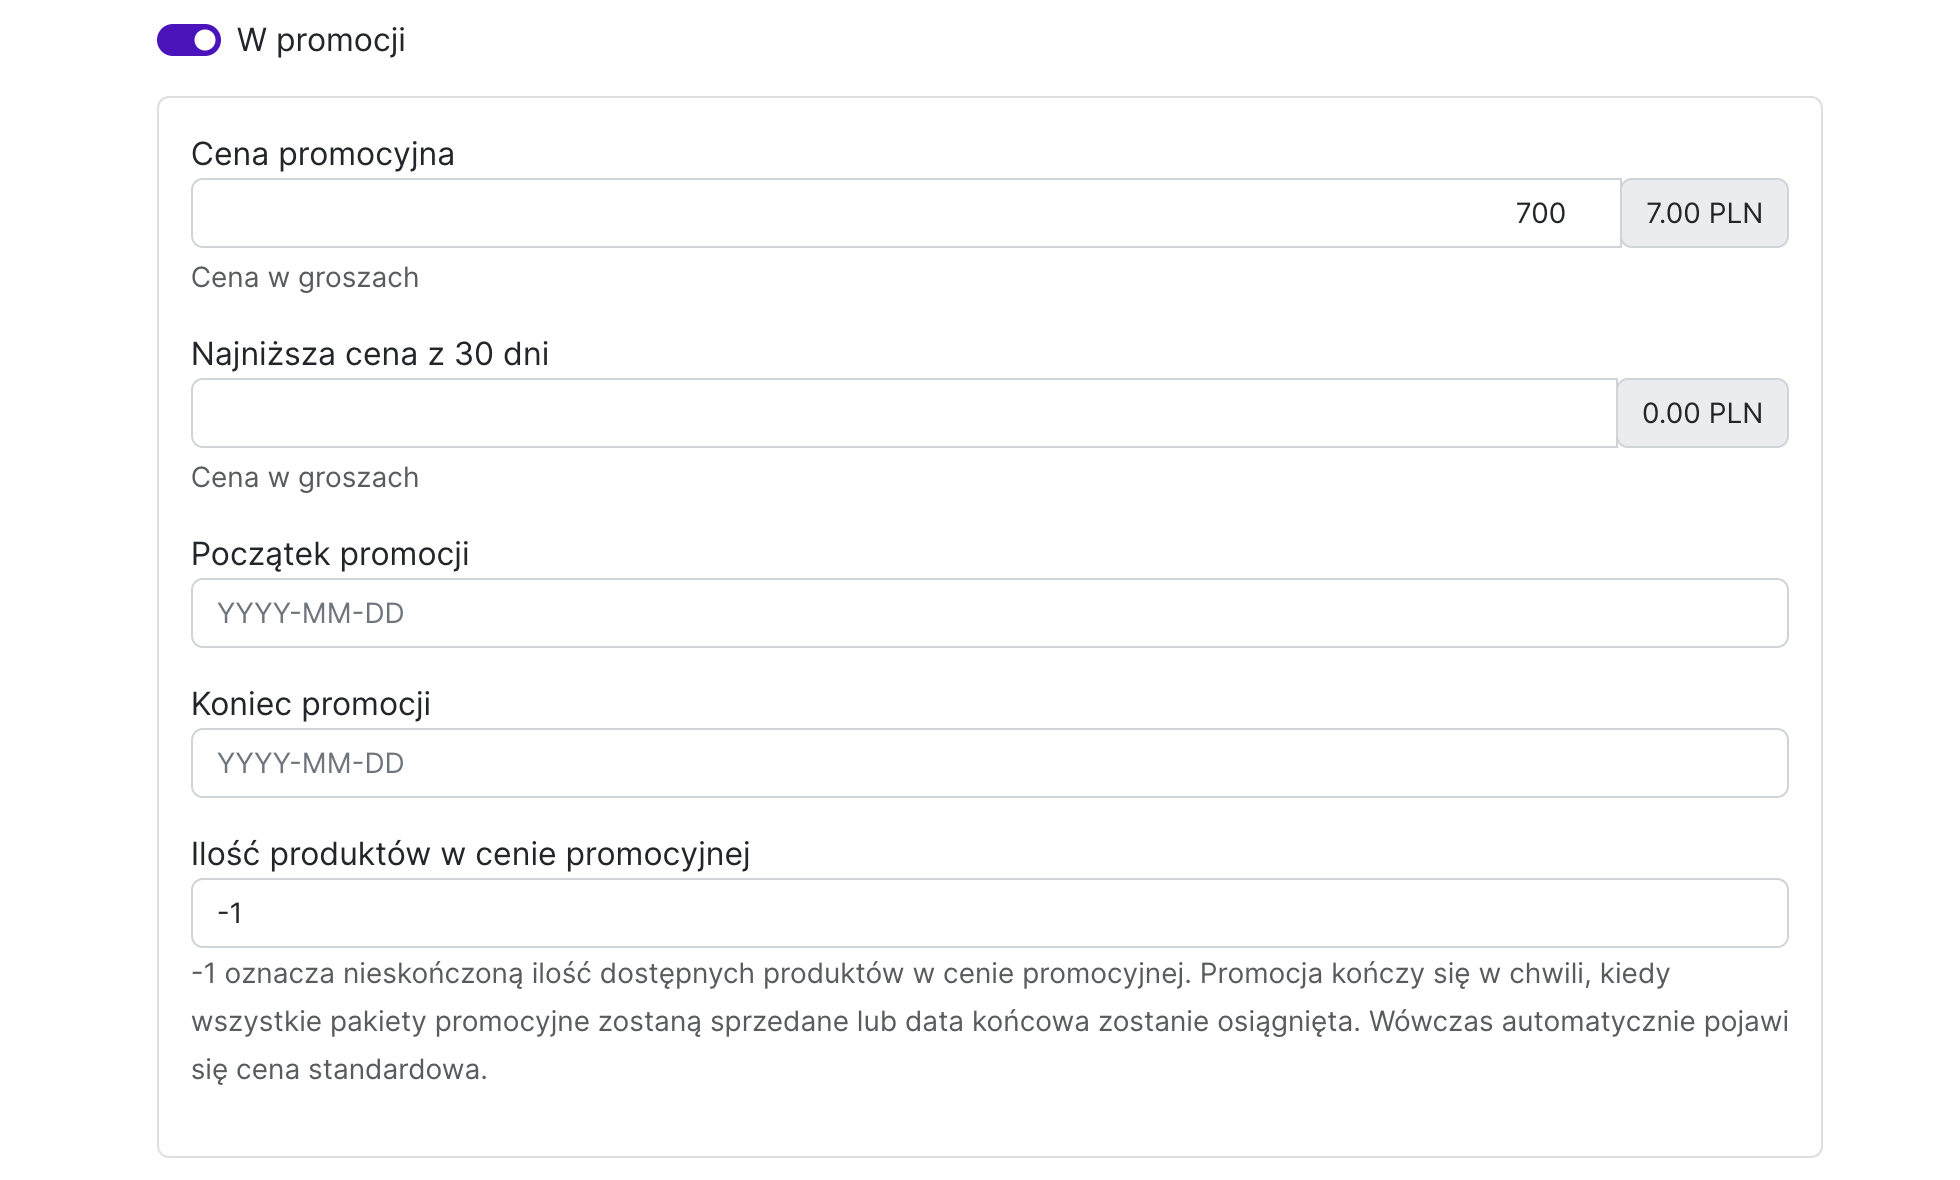 W promocji
Cena promocyjna
700
7.00 PLN
Cena w groszach
Najniższa cena z 30 dni
0.00 PLN
Cena w groszach
Początek promocji
YYYY-MM-DD
Koniec promocji
YYYY-MM-DD
Ilość produktów w cenie promocyjnej
-1
-1 oznacza nieskończoną ilość dostępnych produktów w cenie promocyjnej. Promocja kończy się w chwili, kiedy
wszystkie pakiety promocyjne zostaną sprzedane lub data końcowa zostanie osiągnięta. Wówczas automatycznie pojawi
się cena standardowa.